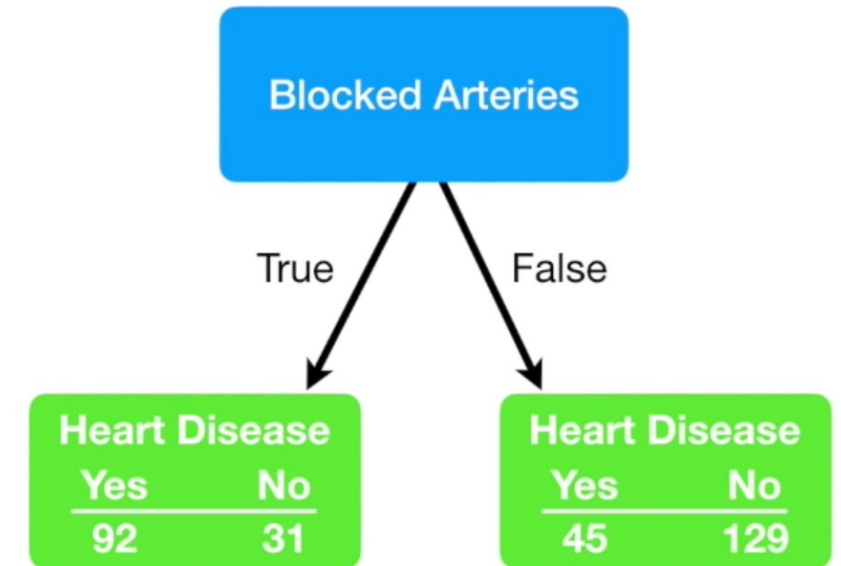 Blocked Arteries
True
False
Heart Disease
Yes No
92 31
Heart Disease
Yes No
45 129